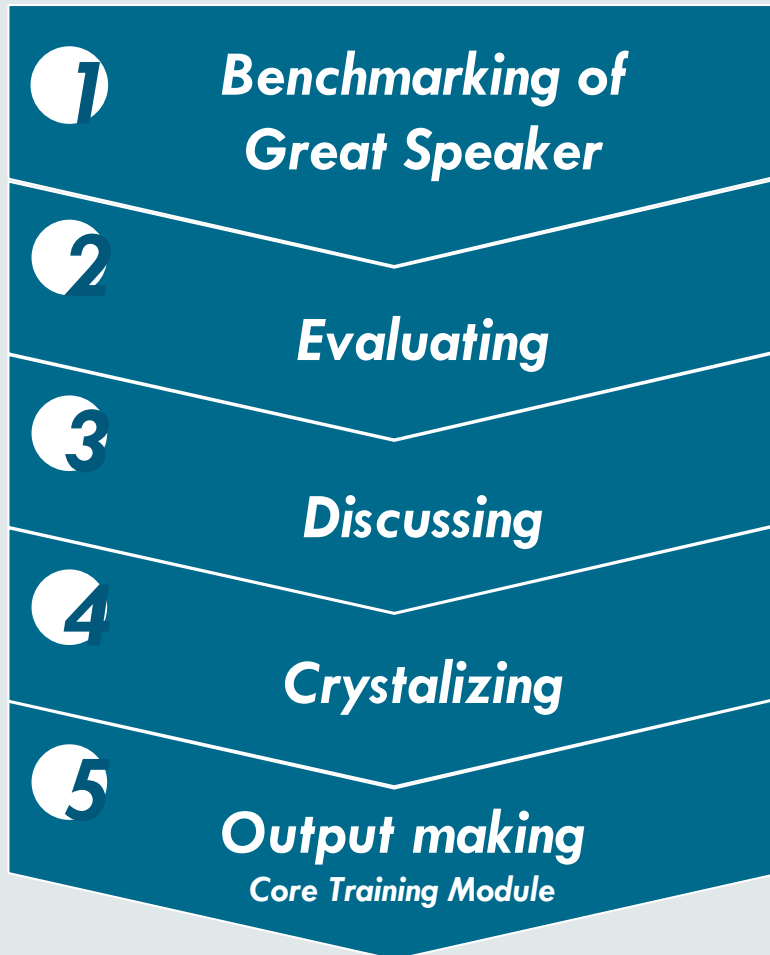 1
Benchmarking of
Great Speaker
2
Evaluating
3
Discussing
4
Crystalizing
5
Output making
Core Training Module